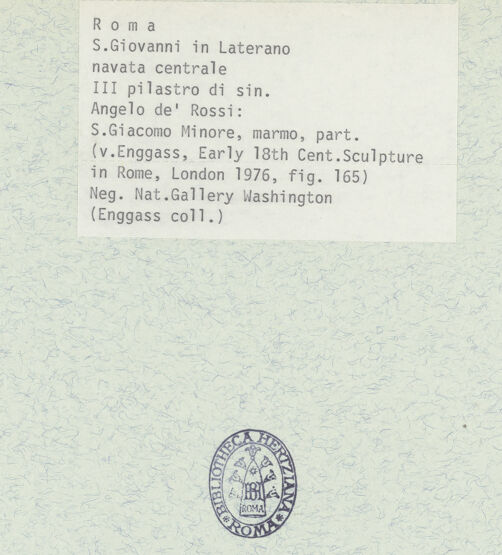 R o m a
S.Giovanni in Laterano
navata centrale
III pilastro di sin.
Angelo de' Rossi:
S.Giacomo Minore, marmo, part.
(v.Enggass, Early 18th Cent.Sculpture
in Rome, London 1976, fig. 165)
Neg. Nat.Gallery Washington
(Enggass coll.)
BIBLIOTHECA HERTZIANA
BH
ROMA
*ROMA*